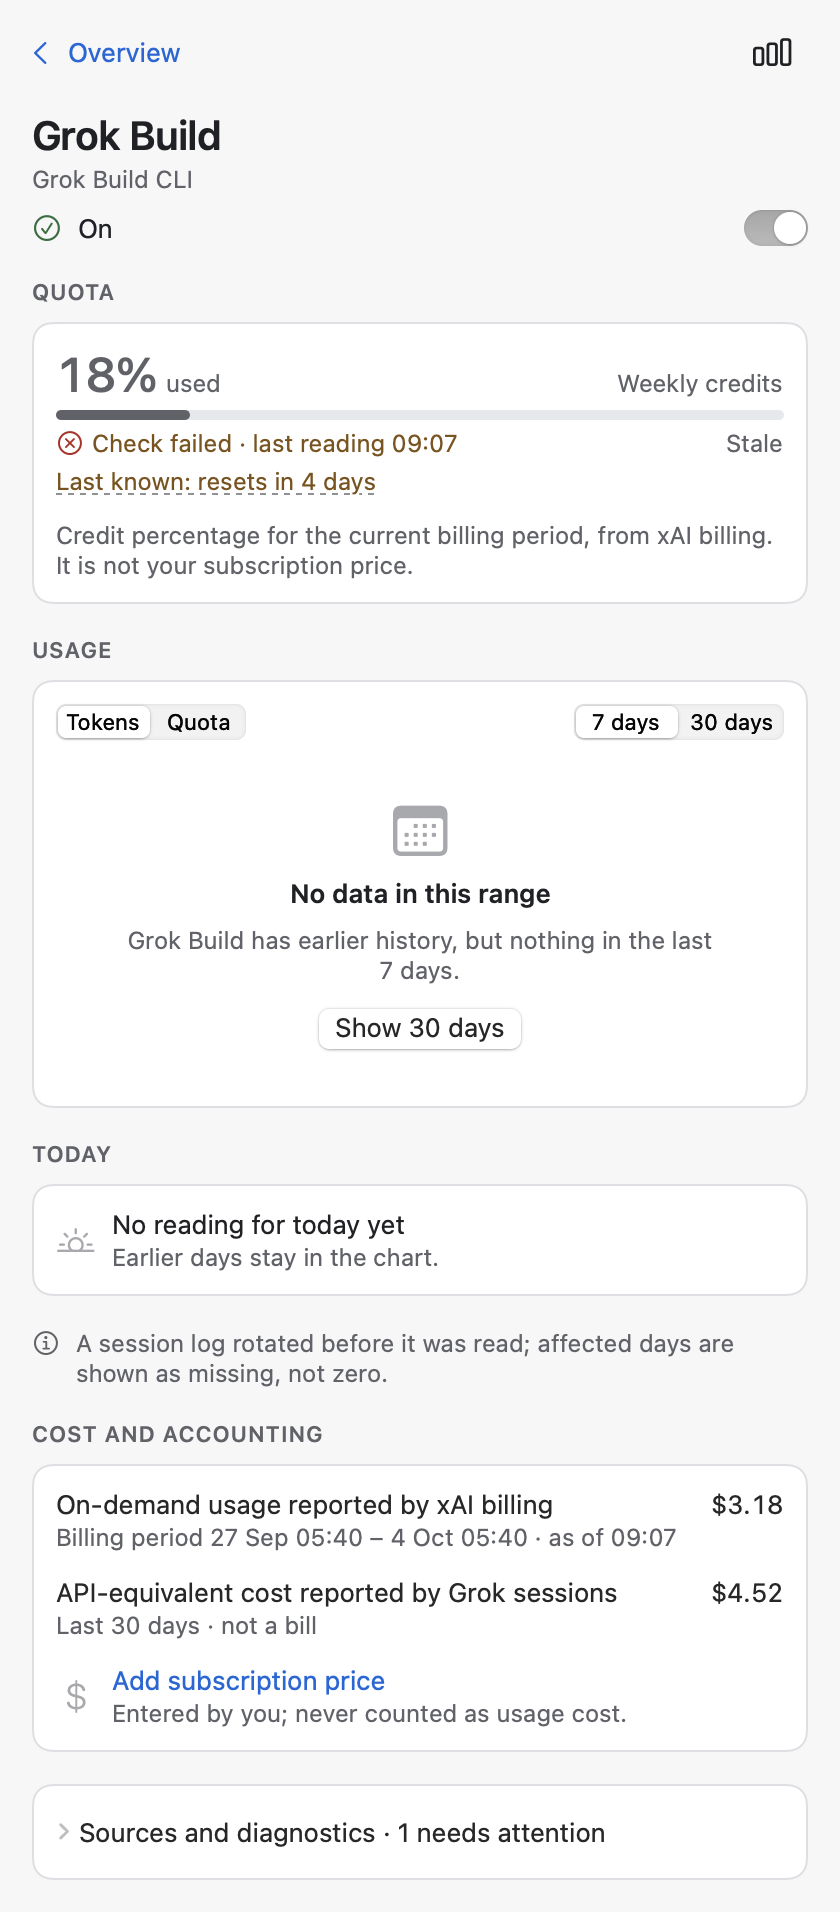 Overview
Grok Build
Grok Build CLI
On
QUOTA
18% used
Weekly credits
Check failed · last reading 09:07
Stale
Last known: resets in 4 days
Credit percentage for the current billing period, from xAI billing.
It is not your subscription price.
USAGE
Tokens
Quota
7 days
30 days
No data in this range
Grok Build has earlier history, but nothing in the last
7 days.
Show 30 days
TODAY
No reading for today yet
Earlier days stay in the chart.
A session log rotated before it was read; affected days are
shown as missing, not zero.
COST AND ACCOUNTING
On-demand usage reported by xAI billing
$3.18
Billing period 27 Sep 05:40 – 4 Oct 05:40 · as of 09:07
API-equivalent cost reported by Grok sessions
$4.52
Last 30 days · not a bill
$
Add subscription price
Entered by you; never counted as usage cost.
Sources and diagnostics · 1 needs attention